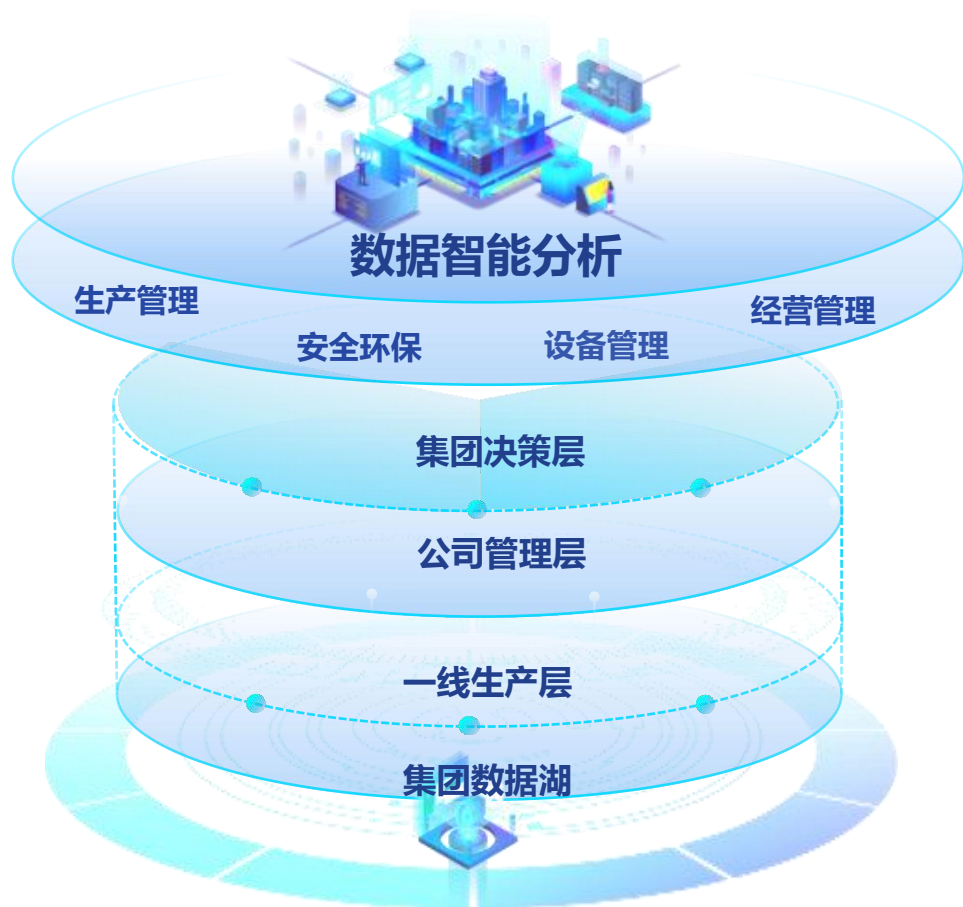 数据智能分析
生产管理
安全环保
设备管理
经营管理
集团决策层
公司管理层
一线生产层
集团数据湖